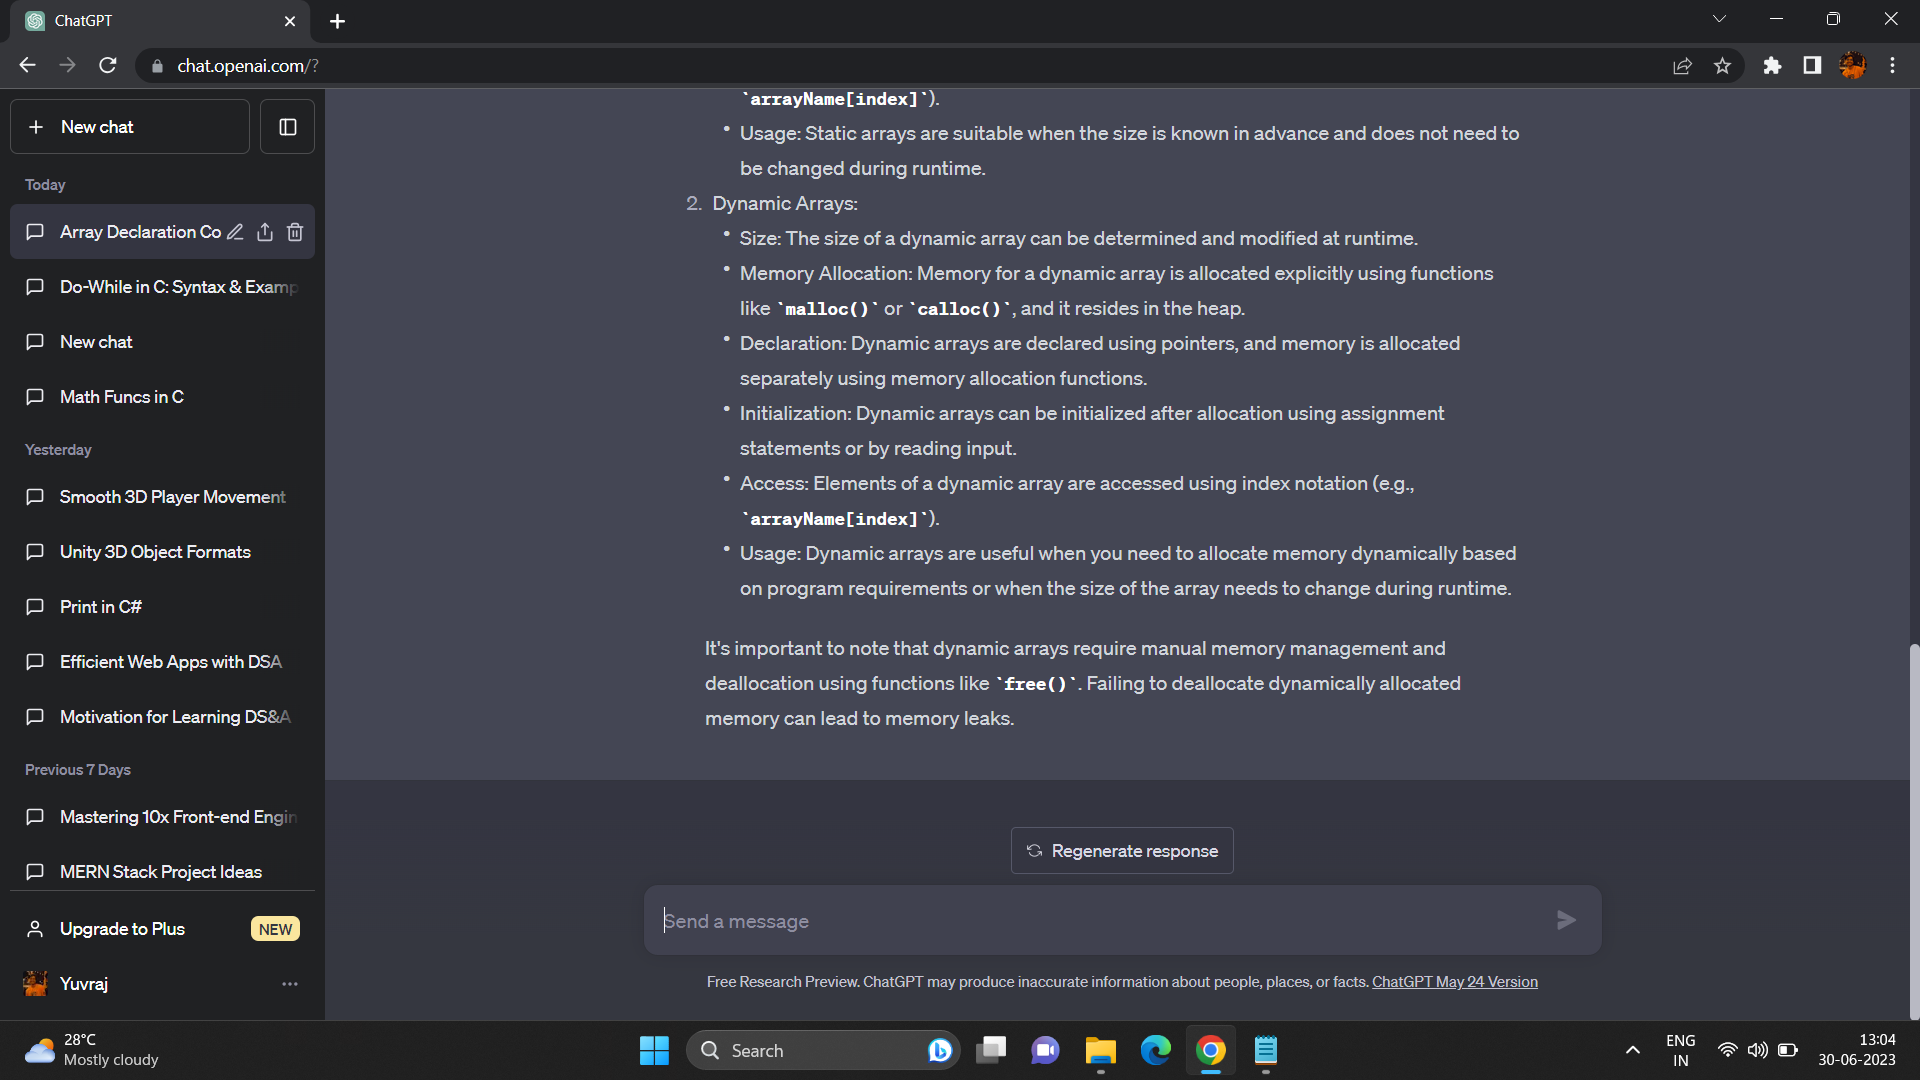 ChatGPT
chat.openai.com/?
New chat
Today
Array Declaration Co
Do-While in C: Syntax & Examp
New chat
Math Funcs in C
Yesterday
Smooth 3D Player Movement
Unity 3D Object Formats
Print in C#
Efficient Web Apps with DSA
Motivation for Learning DS&A
Previous 7 Days
Mastering 10x Front-end Engin
MERN Stack Project Ideas
Upgrade to Plus NEW
Yuvraj
`arrayName[index]`).
• Usage: Static arrays are suitable when the size is known in advance and does not need to
be changed during runtime.
2. Dynamic Arrays:
• Size: The size of a dynamic array can be determined and modified at runtime.
• Memory Allocation: Memory for a dynamic array is allocated explicitly using functions
like `malloc()` or `calloc()`, and it resides in the heap.
• Declaration: Dynamic arrays are declared using pointers, and memory is allocated
separately using memory allocation functions.
• Initialization: Dynamic arrays can be initialized after allocation using assignment
statements or by reading input.
• Access: Elements of a dynamic array are accessed using index notation (e.g.,
`arrayName[index]`).
• Usage: Dynamic arrays are useful when you need to allocate memory dynamically based
on program requirements or when the size of the array needs to change during runtime.
It's important to note that dynamic arrays require manual memory management and
deallocation using functions like `free()`. Failing to deallocate dynamically allocated
memory can lead to memory leaks.
Regenerate response
Send a message
Free Research Preview. ChatGPT may produce inaccurate information about people, places, or facts. ChatGPT May 24 Version
28°C
Mostly cloudy
Search
ENG
IN
13:04
30-06-2023